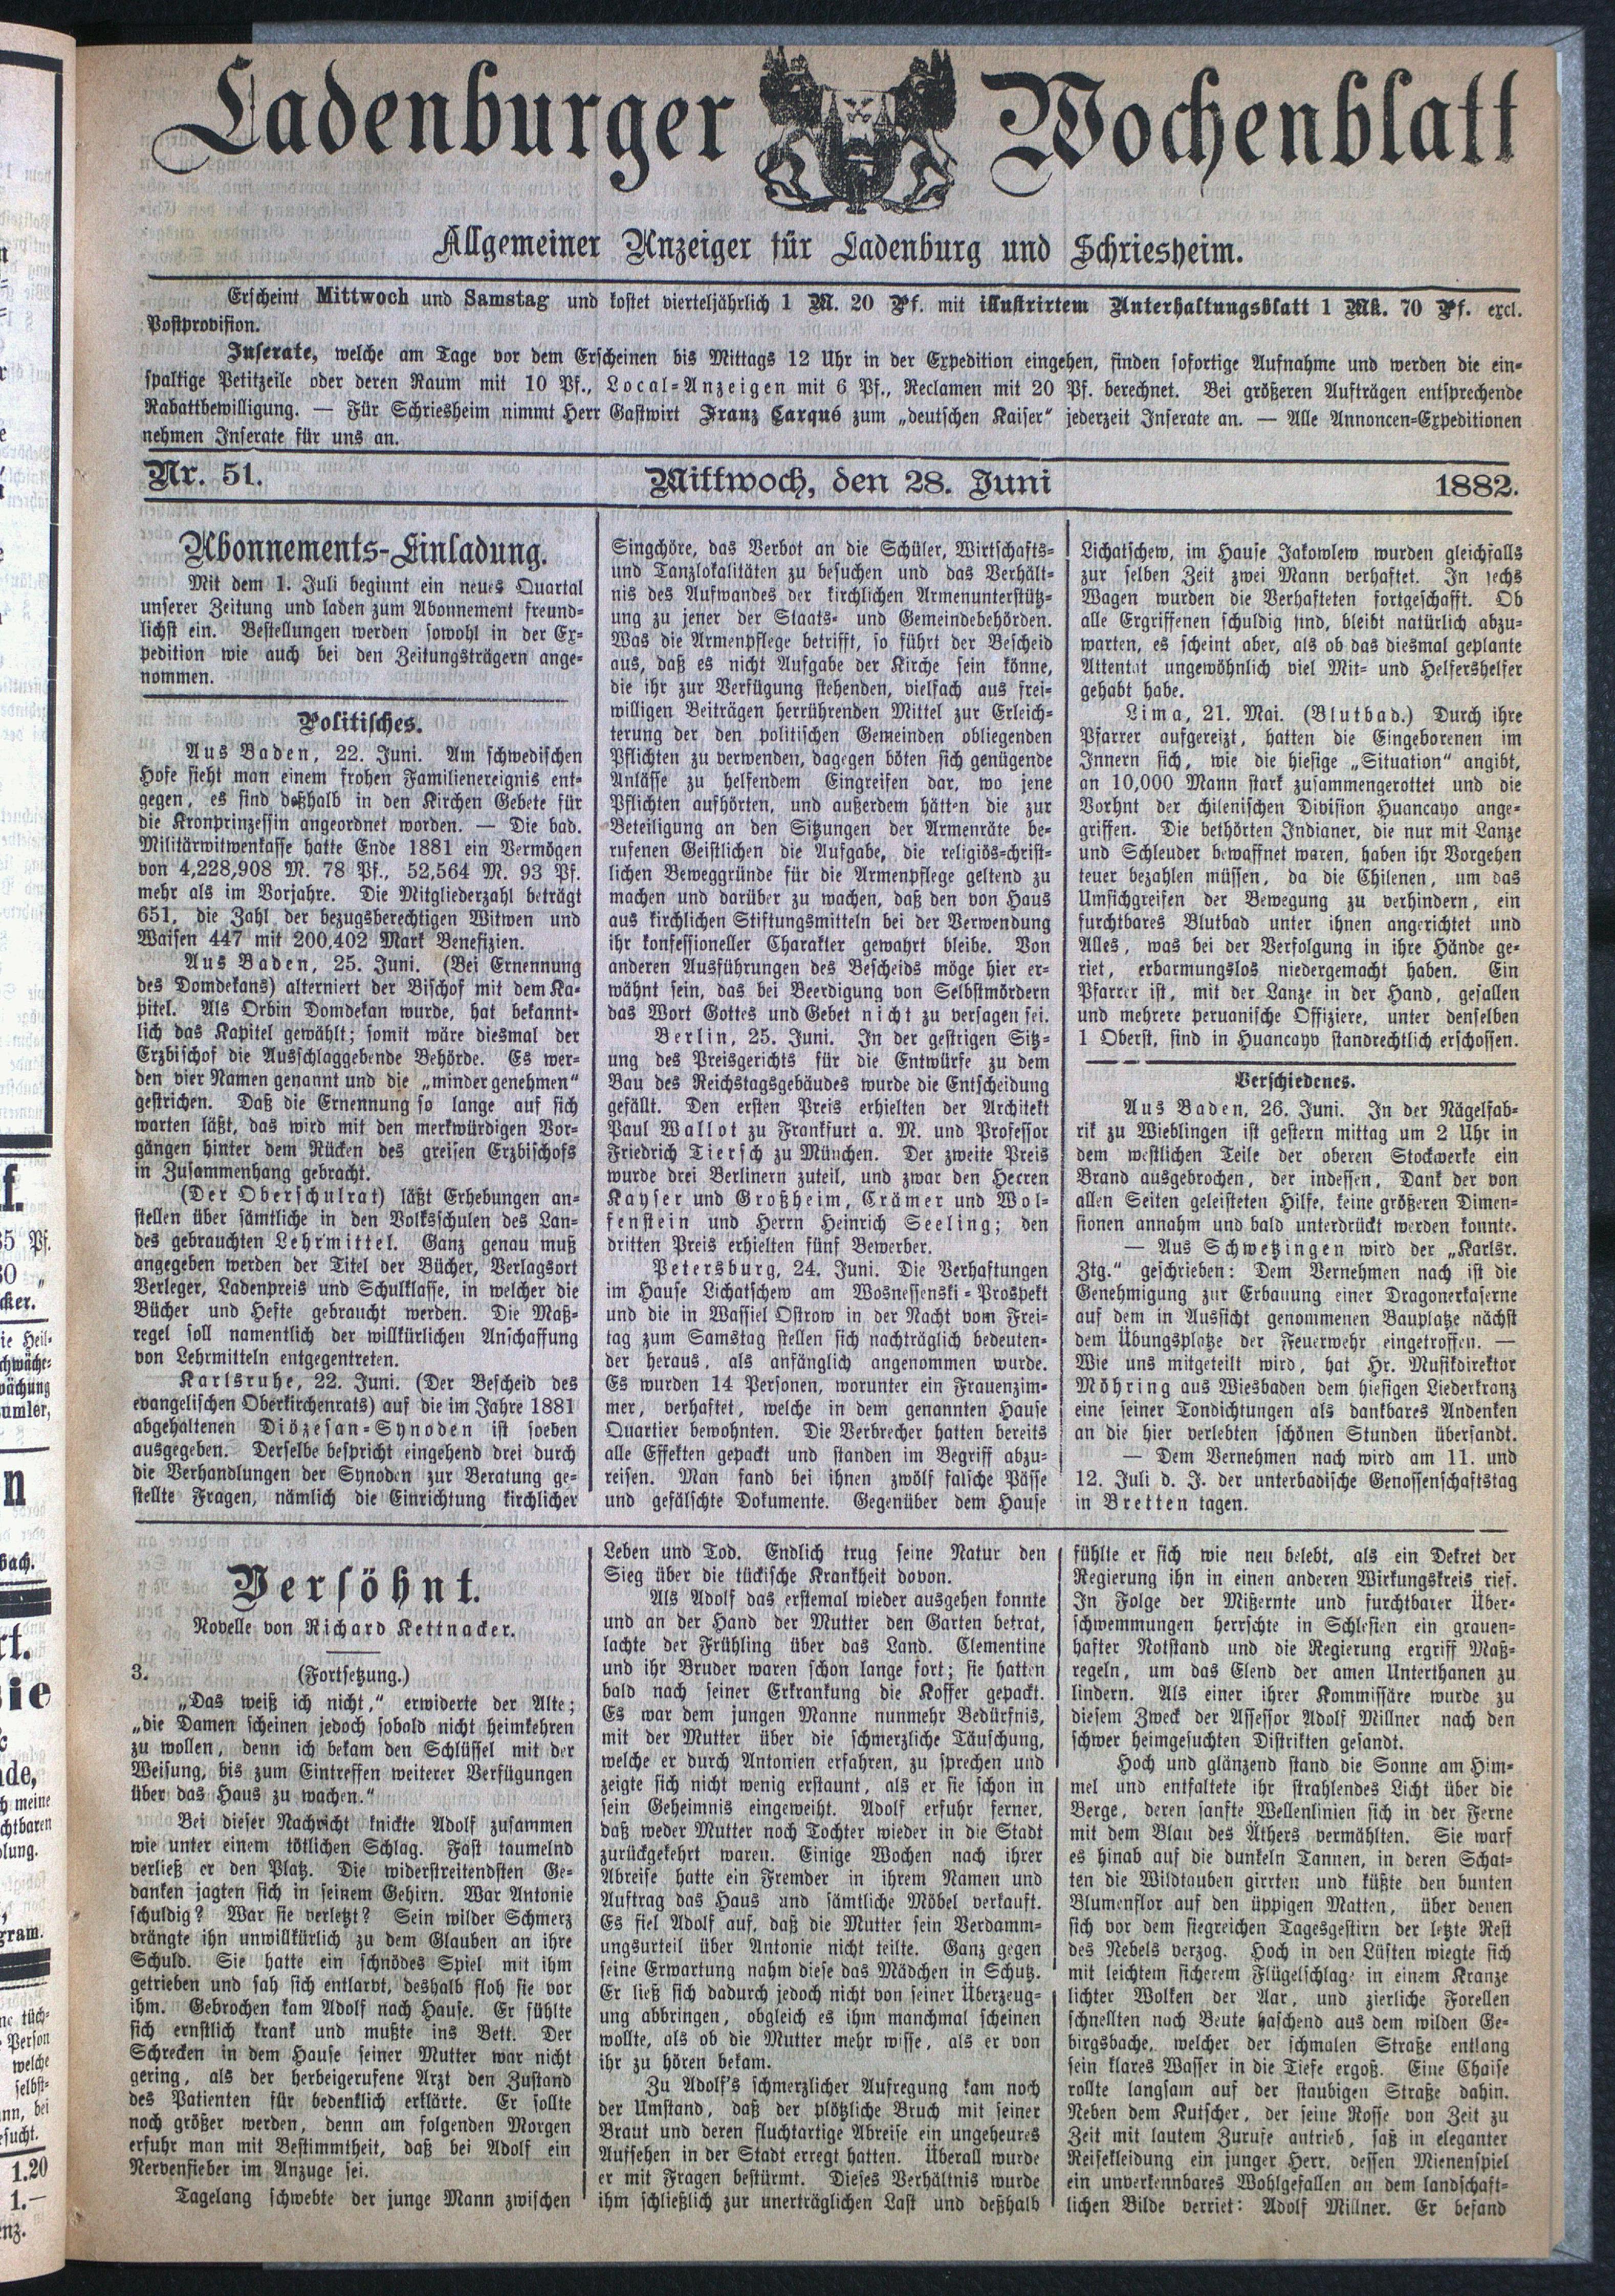 Ladenburger Wochenblatt
Allgemeiner Anzeiger für Ladenburg und Schriesheim.
Erscheint Mittwoch und Samstag und kostet vierteljährlich 1 M. 20 Pf. mit illustrirtem Unterhaltungsblatt 1 Mk. 70 Pf. excl.
Postprovision.
Inserate, welche am Tage vor dem Erscheinen bis Mittags 12 Uhr in der Expedition eingehen, finden sofortige Aufnahme und werden die ein-
spaltige Petitzeile oder deren Raum mit 10 Pf., Local-Anzeigen mit 6 Pf., Reclamen mit 20 Pf. berechnet. Bei größeren Aufträgen entsprechende
Rabattbewilligung. — Für Schriesheim nimmt Herr Gastwirt Franz Carqué zum „deutschen Kaiser“ jederzeit Inserate an. — Alle Annoncen-Expeditionen
nehmen Inserate für uns an.
Nr. 51. Mittwoch, den 28. Juni 1882.
Abonnements-Einladung.
Mit dem 1. Juli beginnt ein neues Quartal
unserer Zeitung und laden zum Abonnement freund-
lichst ein. Bestellungen werden sowohl in der Ex-
pedition wie auch bei den Zeitungsträgern ange-
nommen.
Politisches.
Aus Baden, 22. Juni. Am schwedischen
Hofe sieht man einem frohen Familienereignis ent-
gegen, es sind deßhalb in den Kirchen Gebete für
die Kronprinzessin angeordnet worden. — Die bad.
Militärwitwenkasse hatte Ende 1881 ein Vermögen
von 4,228,908 M. 78 Pf., 52,564 M. 93 Pf.
mehr als im Vorjahre. Die Mitgliederzahl beträgt
651, die Zahl der bezugsberechtigen Witwen und
Waisen 447 mit 200,402 Mark Benefizien.
Aus Baden, 25. Juni. (Bei Ernennung
des Domdekans) alterniert der Bischof mit dem Ka-
pitel. Als Orbin Domdekan wurde, hat bekannt-
lich das Kapitel gewählt; somit wäre diesmal der
Erzbischof die Ausschlaggebende Behörde. Es wer-
den vier Namen genannt und die „minder genehmen“
gestrichen. Daß die Ernennung so lange auf sich
warten läßt, das wird mit den merkwürdigen Vor-
gängen hinter dem Rücken des greisen Erzbischofs
in Zusammenhang gebracht.
(Der Oberschulrat) läßt Erhebungen an-
stellen über sämtliche in den Volksschulen des Lan-
des gebrauchten Lehrmittel. Ganz genau muß
angegeben werden der Titel der Bücher, Verlagsort
Verleger, Ladenpreis und Schulklasse, in welcher die
Bücher und Hefte gebraucht werden. Die Maß-
regel soll namentlich der willkürlichen Anschaffung
von Lehrmitteln entgegentreten.
Karlsruhe, 22. Juni. (Der Bescheid des
evangelischen Oberkirchenrats) auf die im Jahre 1881
abgehaltenen Diözesan-Synoden ist soeben
ausgegeben. Derselbe bespricht eingehend drei durch
die Verhandlungen der Synoden zur Beratung ge-
stellte Fragen, nämlich die Einrichtung kirchlicher
Singchöre, das Verbot an die Schüler, Wirtschafts-
und Tanzlokalitäten zu besuchen und das Verhält-
nis des Aufwandes der kirchlichen Armenunterstütz-
ung zu jener der Staats- und Gemeindebehörden.
Was die Armenpflege betrifft, so führt der Bescheid
aus, daß es nicht Aufgabe der Kirche sein könne,
die ihr zur Verfügung stehenden, vielfach aus frei-
willigen Beiträgen herrührenden Mittel zur Erleich-
terung der den politischen Gemeinden obliegenden
Pflichten zu verwenden, dagegen böten sich genügende
Anlässe zu helfendem Eingreifen dar, wo jene
Pflichten aufhörten, und außerdem hätten die zur
Beteiligung an den Sitzungen der Armenräte be-
rufenen Geistlichen die Aufgabe, die religiös-christ-
lichen Beweggründe für die Armenpflege geltend zu
machen und darüber zu wachen, daß den von Haus
aus kirchlichen Stiftungsmitteln bei der Verwendung
ihr konfessioneller Charakter gewahrt bleibe. Von
anderen Ausführungen des Bescheids möge hier er-
wähnt sein, das bei Beerdigung von Selbstmördern
das Wort Gottes und Gebet nicht zu versagen sei.
Berlin, 25. Juni. In der gestrigen Sitz-
ung des Preisgerichts für die Entwürfe zu dem
Bau des Reichstagsgebäudes wurde die Entscheidung
gefällt. Den ersten Preis erhielten der Architekt
Paul Wallot zu Frankfurt a. M. und Professor
Friedrich Tiersch zu München. Der zweite Preis
wurde drei Berlinern zuteil, und zwar den Herren
Kayser und Großheim, Crämer und Wol-
fenstein und Herrn Heinrich Seeling; den
dritten Preis erhielten fünf Bewerber.
Petersburg, 24. Juni. Die Verhaftungen
im Hause Lichatschew am Wosnessenski-Prospekt
und die in Wassiel Ostrow in der Nacht vom Frei-
tag zum Samstag stellen sich nachträglich bedeuten-
der heraus, als anfänglich angenommen wurde.
Es wurden 14 Personen, worunter ein Frauenzim-
mer, verhaftet, welche in dem genannten Hause
Quartier bewohnten. Die Verbrecher hatten bereits
alle Effekten gepackt und standen im Begriff abzu-
reisen. Man fand bei ihnen zwölf falsche Pässe
und gefälschte Dokumente. Gegenüber dem Hause
Lichatschew, im Hause Jakowlew wurden gleichfalls
zur selben Zeit zwei Mann verhaftet. In sechs
Wagen wurden die Verhafteten fortgeschafft. Ob
alle Ergriffenen schuldig sind, bleibt natürlich abzu-
warten, es scheint aber, als ob das diesmal geplante
Attentat ungewöhnlich viel Mit- und Helfershelfer
gehabt habe.
Lima, 21. Mai. (Blutbad.) Durch ihre
Pfarrer aufgereizt, hatten die Eingeborenen im
Innern sich, wie die hiesige „Situation“ angibt,
an 10,000 Mann stark zusammengerottet und die
Vorhnt der chilenischen Division Huancayo ange-
griffen. Die bethörten Indianer, die nur mit Lanze
und Schleuder bewaffnet waren, haben ihr Vorgehen
teuer bezahlen müssen, da die Chilenen, um das
Umsichgreifen der Bewegung zu verhindern, ein
furchtbares Blutbad unter ihnen angerichtet und
Alles, was bei der Verfolgung in ihre Hände ge-
riet, erbarmungslos niedergemacht haben. Ein
Pfarrer ist, mit der Lanze in der Hand, gefallen
und mehrere peruanische Offiziere, unter denselben
1 Oberst, sind in Huancayo standrechtlich erschossen.
Verschiedenes.
Aus Baden, 26. Juni. In der Nägelfab-
rik zu Wieblingen ist gestern mittag um 2 Uhr in
dem westlichen Teile der oberen Stockwerke ein
Brand ausgebrochen, der indessen, Dank der von
allen Seiten geleisteten Hilfe, keine größeren Dimen-
sionen annahm und bald unterdrückt werden konnte.
— Aus Schwetzingen wird der „Karlsr.
Ztg.“ geschrieben: Dem Vernehmen nach ist die
Genehmigung zur Erbauung einer Dragonerkaserne
auf dem in Aussicht genommenen Bauplatze nächst
dem Übungsplatze der Feuerwehr eingetroffen. —
Wie uns mitgeteilt wird, hat Hr. Musikdirektor
Möhring aus Wiesbaden dem hiesigen Liederkranz
eine seiner Tondichtungen als dankbares Andenken
an die hier verlebten schönen Stunden übersandt.
— Dem Vernehmen nach wird am 11. und
12. Juli d. J. der unterbadische Genossenschaftstag
in Bretten tagen.
Versöhnt.
Novelle von Richard Kettnacker.
3. (Fortsetzung.)
„Das weiß ich nicht,“ erwiderte der Alte;
„die Damen scheinen jedoch sobald nicht heimkehren
zu wollen, denn ich bekam den Schlüssel mit der
Weisung, bis zum Eintreffen weiterer Verfügungen
über das Haus zu wachen.“
Bei dieser Nachricht knickte Adolf zusammen
wie unter einem tötlichen Schlag. Fast taumelnd
verließ er den Platz. Die widerstreitendsten Ge-
danken jagten sich in seinem Gehirn. War Antonie
schuldig? War sie verletzt? Sein wilder Schmerz
drängte ihn unwillkürlich zu dem Glauben an ihre
Schuld. Sie hatte ein schnödes Spiel mit ihm
getrieben und sah sich entlarvt, deshalb floh sie vor
ihm. Gebrochen kam Adolf nach Hause. Er fühlte
sich ernstlich krank und mußte ins Bett. Der
Schrecken in dem Hause seiner Mutter war nicht
gering, als der herbeigerufene Arzt den Zustand
des Patienten für bedenklich erklärte. Er sollte
noch größer werden, denn am folgenden Morgen
erfuhr man mit Bestimmtheit, daß bei Adolf ein
Nervenfieber im Anzuge sei.
Tagelang schwebte der junge Mann zwischen
Leben und Tod. Endlich trug seine Natur den
Sieg über die tückische Krankheit davon.
Als Adolf das erstemal wieder ausgehen konnte
und an der Hand der Mutter den Garten betrat,
lachte der Frühling über das Land. Clementine
und ihr Bruder waren schon lange fort; sie hatten
bald nach seiner Erkrankung die Koffer gepackt.
Es war dem jungen Manne nunmehr Bedürfnis,
mit der Mutter über die schmerzliche Täuschung,
welche er durch Antonien erfahren, zu sprechen und
zeigte sich nicht wenig erstaunt, als er sie schon in
sein Geheimnis eingeweiht. Adolf erfuhr ferner,
daß weder Mutter noch Tochter wieder in die Stadt
zurückgekehrt waren. Einige Wochen nach ihrer
Abreise hatte ein Fremder in ihrem Namen und
Auftrag das Haus und sämtliche Möbel verkauft.
Es fiel Adolf auf, daß die Mutter sein Verdamm-
ungsurteil über Antonie nicht teilte. Ganz gegen
seine Erwartung nahm diese das Mädchen in Schutz.
Er ließ sich dadurch jedoch nicht von seiner Überzeug-
ung abbringen, obgleich es ihm manchmal scheinen
wollte, als ob die Mutter mehr wisse, als er von
ihr zu hören bekam.
Zu Adolf's schmerzlicher Aufregung kam noch
der Umstand, daß der plötzliche Bruch mit seiner
Braut und deren fluchtartige Abreise ein ungeheures
Aufsehen in der Stadt erregt hatten. Überall wurde
er mit Fragen bestürmt. Dieses Verhältnis wurde
ihm schließlich zur unerträglichen Last und deßhalb
fühlte er sich wie neu belebt, als ein Dekret der
Regierung ihn in einen anderen Wirkungskreis rief.
In Folge der Mißernte und furchtbarer Über-
schwemmungen herrschte in Schlesien ein grauen-
hafter Notstand und die Regierung ergriff Maß-
regeln, um das Elend der amen Unterthanen zu
lindern. Als einer ihrer Kommissäre wurde zu
diesem Zweck der Assessor Adolf Millner nach den
schwer heimgesuchten Distrikten gesandt.
Hoch und glänzend stand die Sonne am Him-
mel und entfaltete ihr strahlendes Licht über die
Berge, deren sanfte Wellenlinien sich in der Ferne
mit dem Blau des Äthers vermählten. Sie warf
es hinab auf die dunkeln Tannen, in deren Schat-
ten die Wildtauben girrten und küßte den bunten
Blumenflor auf den üppigen Matten, über denen
sich vor dem siegreichen Tagesgestirn der letzte Rest
des Nebels verzog. Hoch in den Lüften wiegte sich
mit leichtem sicherem Flügelschlage in einem Kranze
lichter Wolken der Aar, und zierliche Forellen
schnellten nach Beute haschend aus dem wilden Ge-
birgsbache, welcher der schmalen Straße entlang
sein klares Wasser in die Tiefe ergoß. Eine Chaise
rollte langsam auf der staubigen Straße dahin.
Neben dem Kutscher, der seine Rosse von Zeit zu
Zeit mit lautem Zurufe antrieb, saß in eleganter
Reisekleidung ein junger Herr, dessen Mienenspiel
ein unverkennbares Wohlgefallen an dem landschaft-
lichen Bilde verriet: Adolf Millner. Er befand